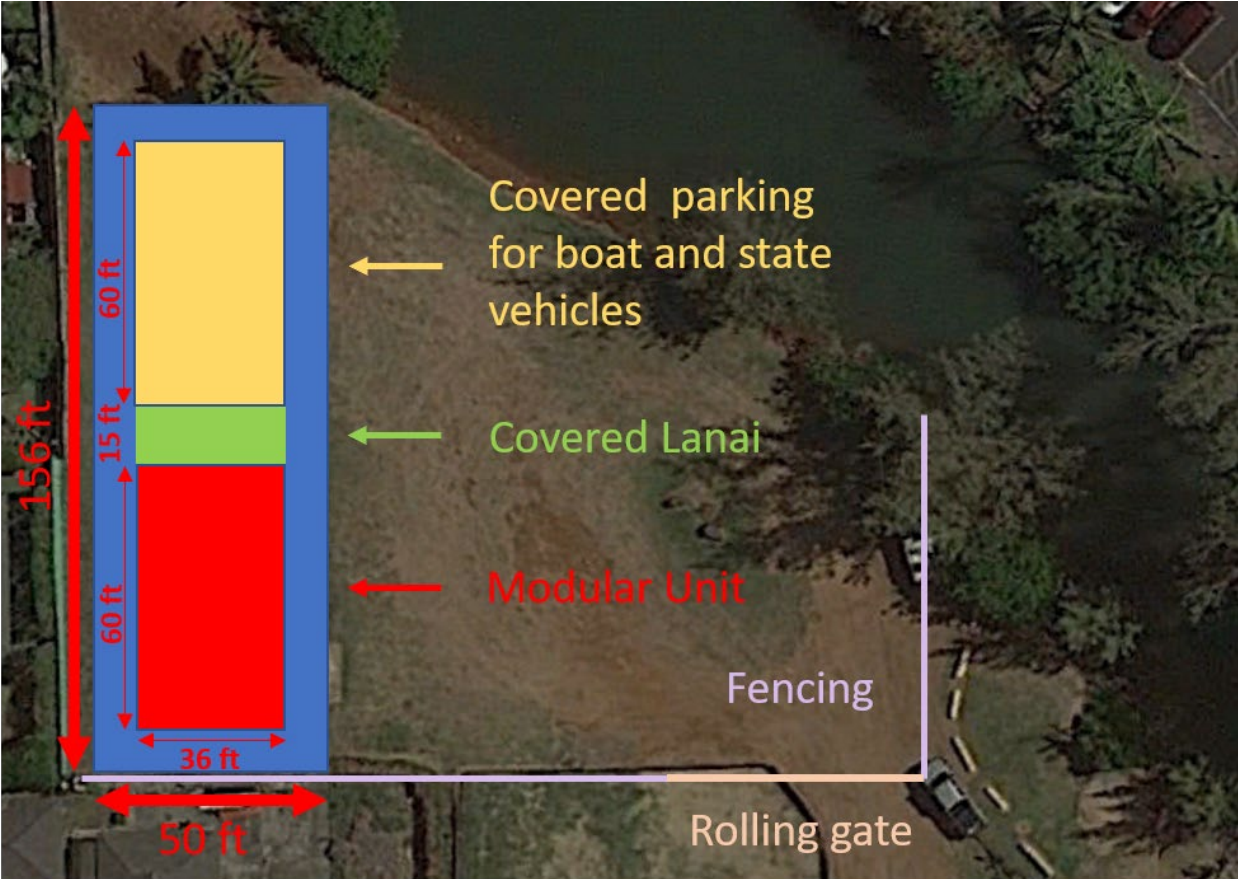 Covered parking
for boat and state
vehicles
60 ft
15 ft
156 ft
Covered Lanai
Modular Unit
60 ft
Fencing
36 ft
50 ft
Rolling gate